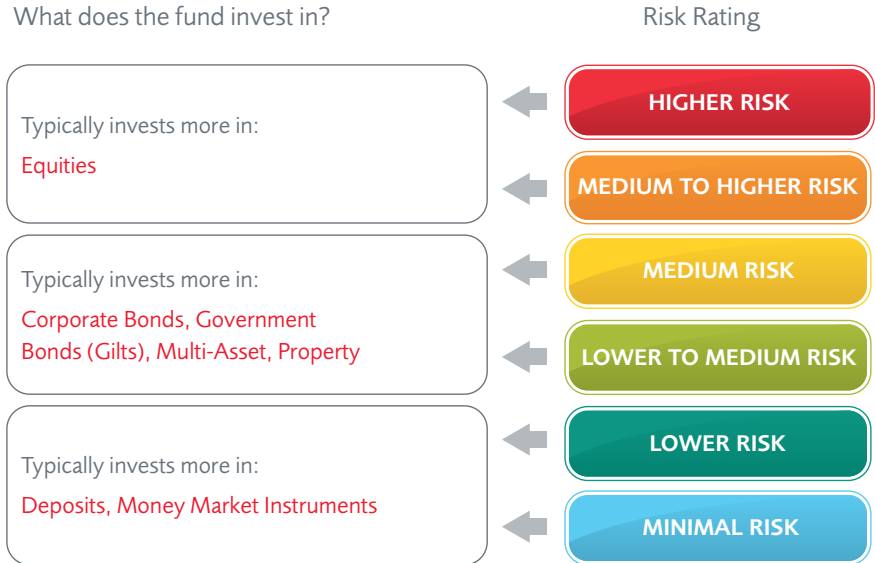 What does the fund invest in?
Risk Rating
Typically invests more in:
Equities
HIGHER RISK
MEDIUM TO HIGHER RISK
Typically invests more in:
Corporate Bonds, Government
Bonds (Gilts), Multi-Asset, Property
MEDIUM RISK
LOWER TO MEDIUM RISK
Typically invests more in:
Deposits, Money Market Instruments
LOWER RISK
MINIMAL RISK